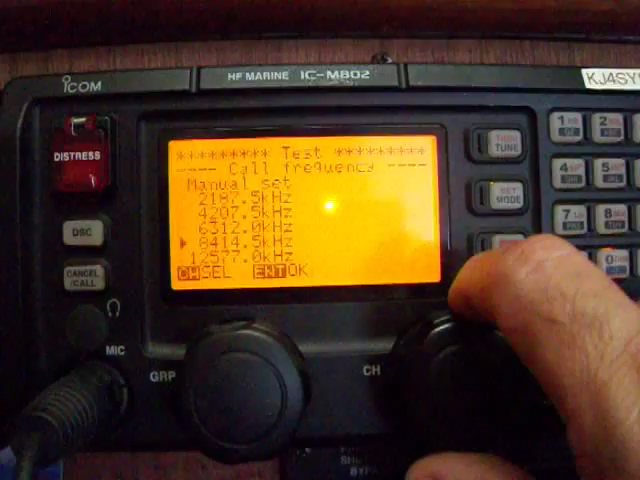 iCOM
HF MARINE IC-M802
KJ4SY
DISTRESS
DSC
CANCEL
/CALL
MIC
GRP
CH
********* Test *********
---- Call frequency ----
Manual set
2187.5kHz
4207.5kHz
6312.0kHz
8414.5kHz
12577.0kHz
CH SEL ENT OK
TUNE
SET
MODE
1
2
4
5
7
8
0